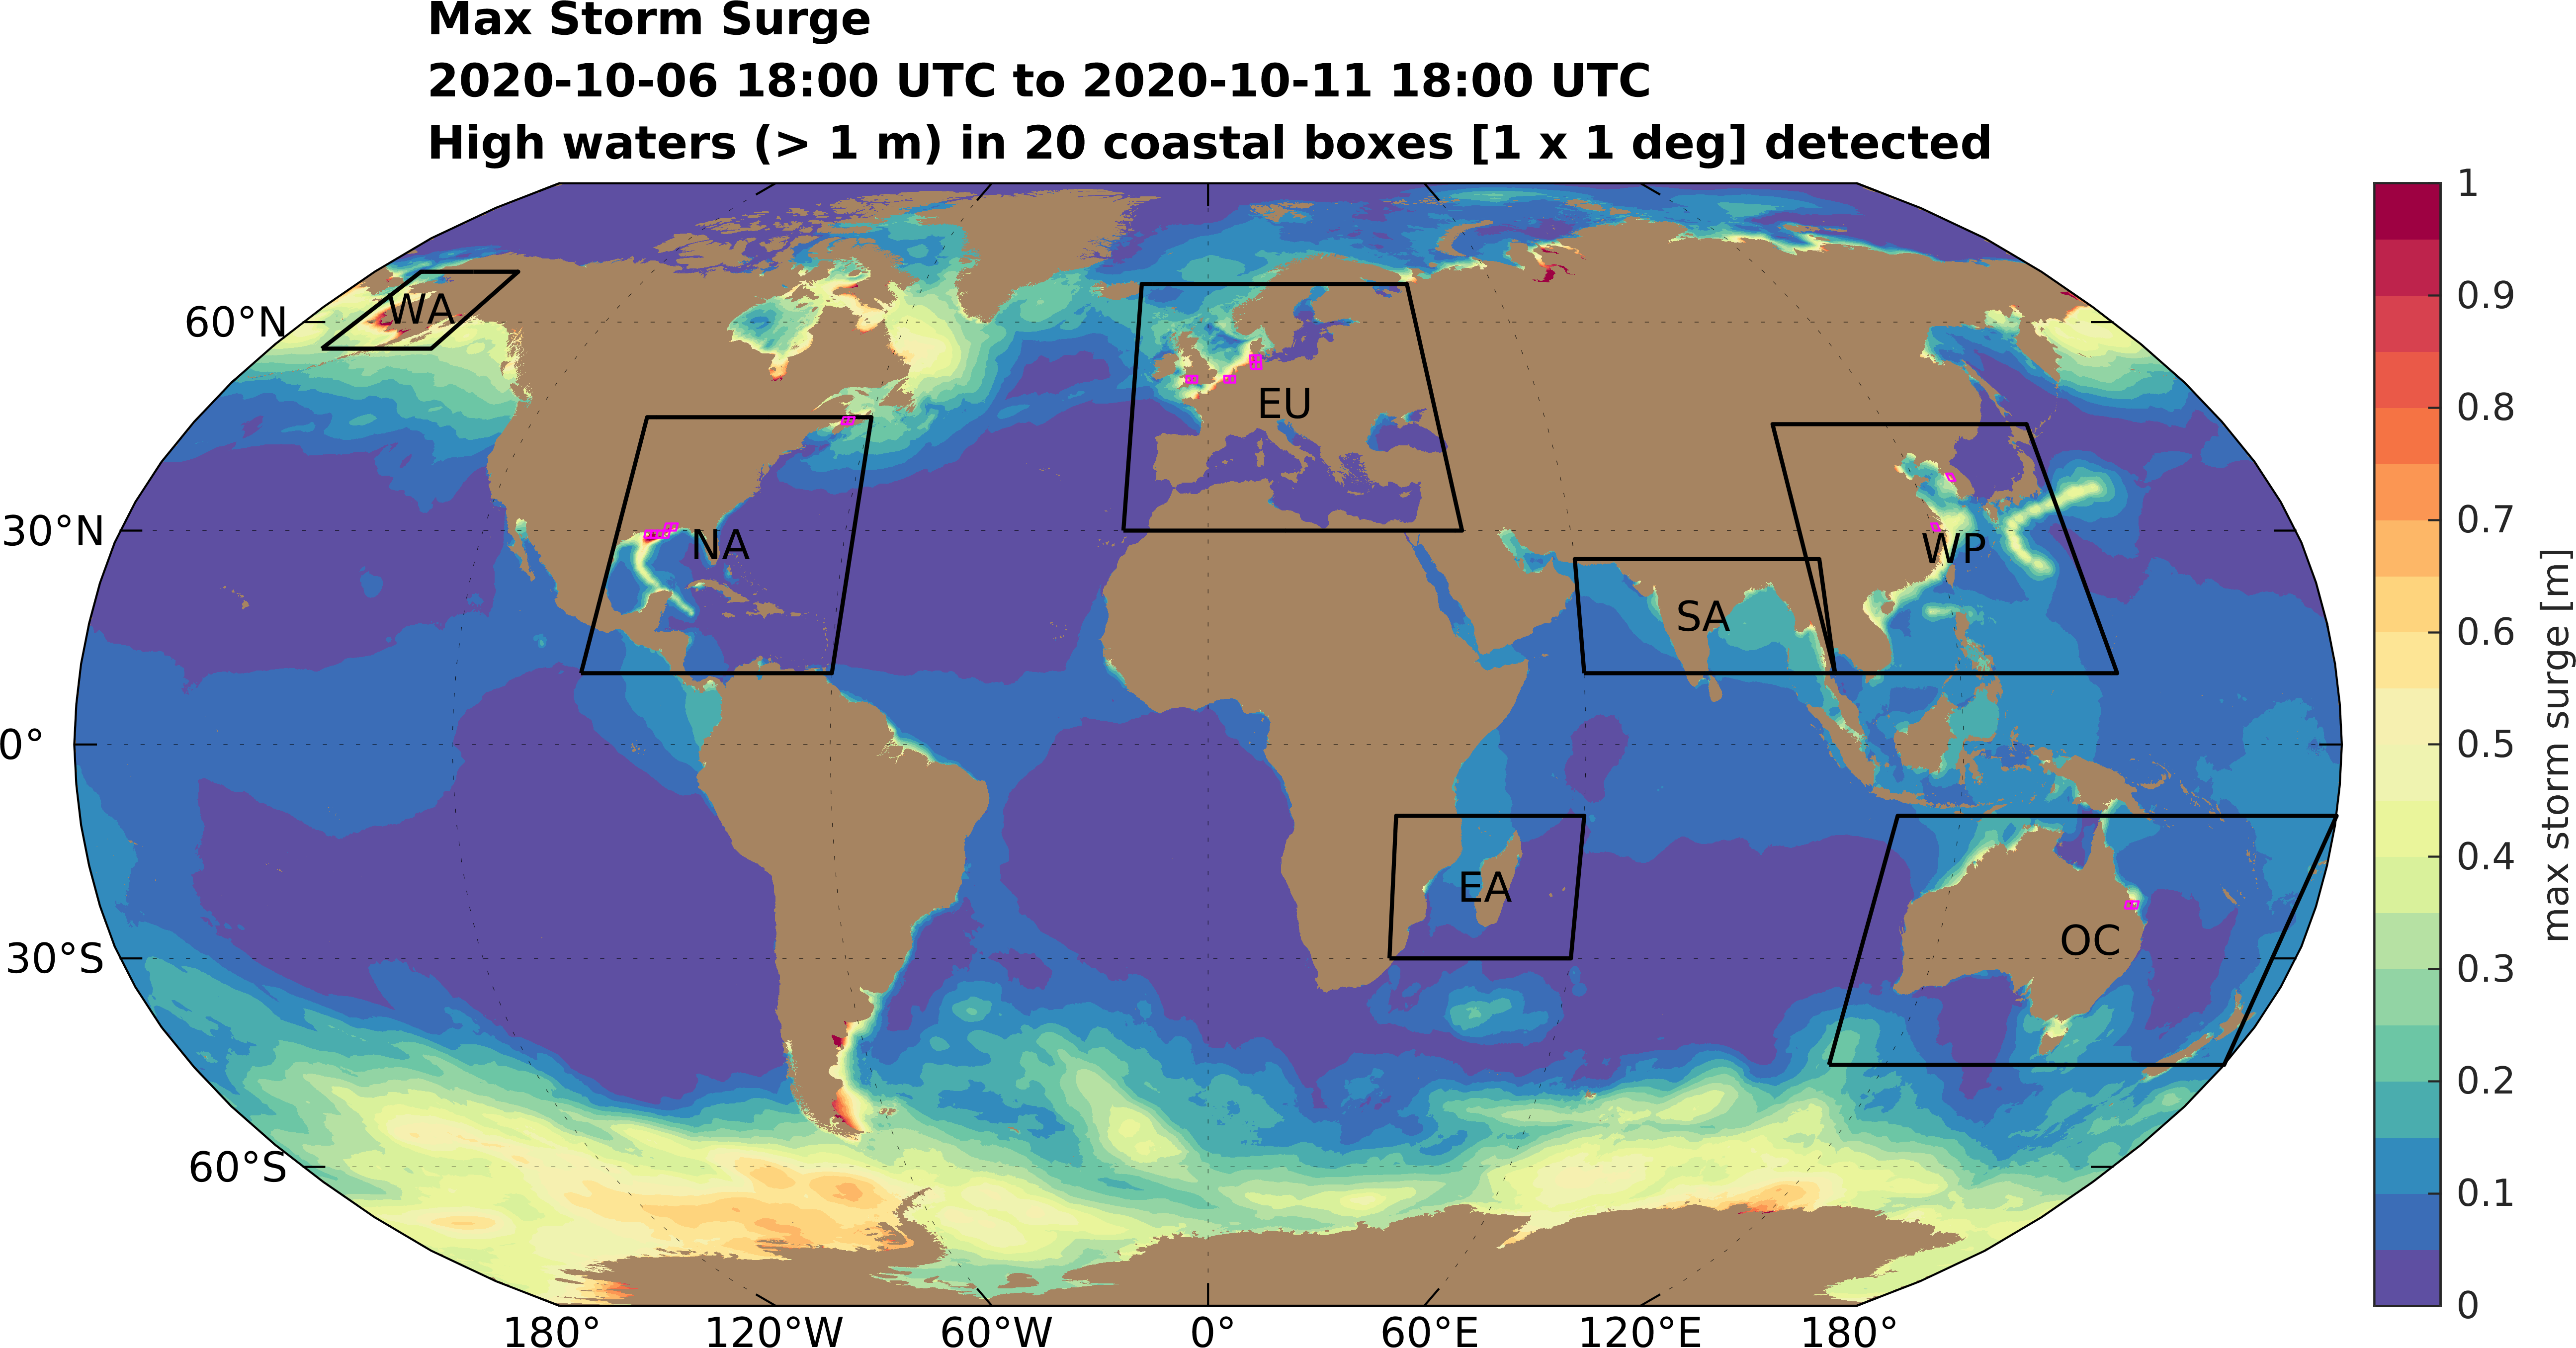 Max Storm Surge
2020-10-06 18:00 UTC to 2020-10-11 18:00 UTC
High waters (> 1 m) in 20 coastal boxes [1 x 1 deg] detected
60°N
30°N
0°
30°S
60°S
WA
NA
EU
SA
WP
EA
OC
180°
120°W
60°W
0°
60°E
120°E
180°
1
0.9
0.8
0.7
0.6
0.5
0.4
0.3
0.2
0.1
0
max storm surge [m]